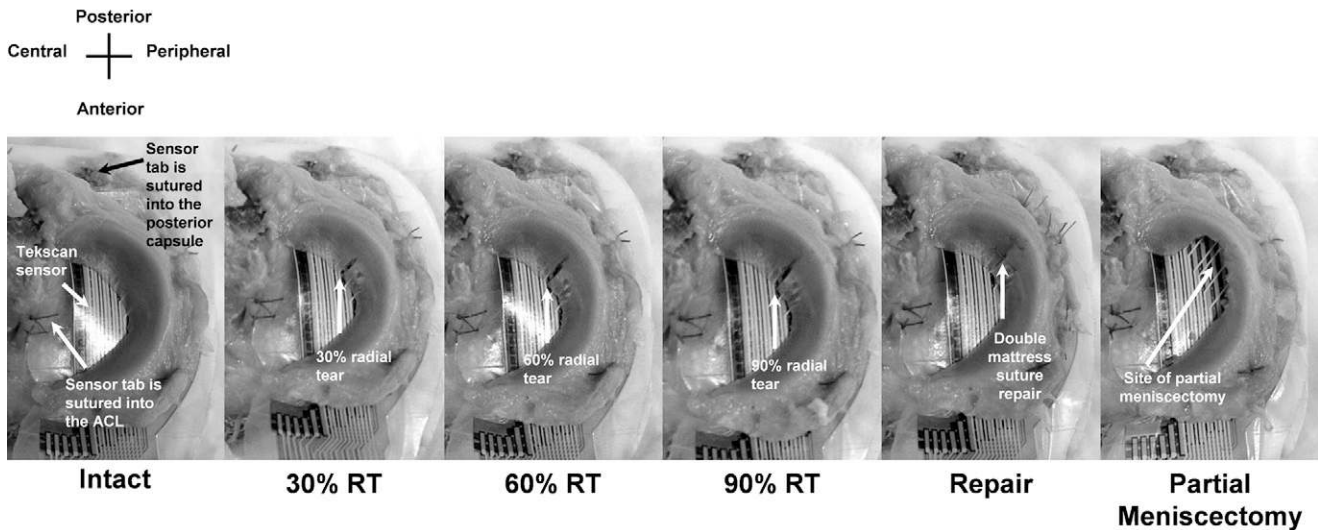 Posterior
Central
Peripheral
Anterior
Sensor
tab is
sutured
into the
posterior
capsule
Tekscan
sensor
Sensor tab is
sutured into
the ACL
Intact
30% radial
tear
30% RT
60% radial
tear
60% RT
90% radial
tear
90% RT
Double
mattress
suture
repair
Repair
Site of partial
meniscectomy
Partial
Meniscectomy